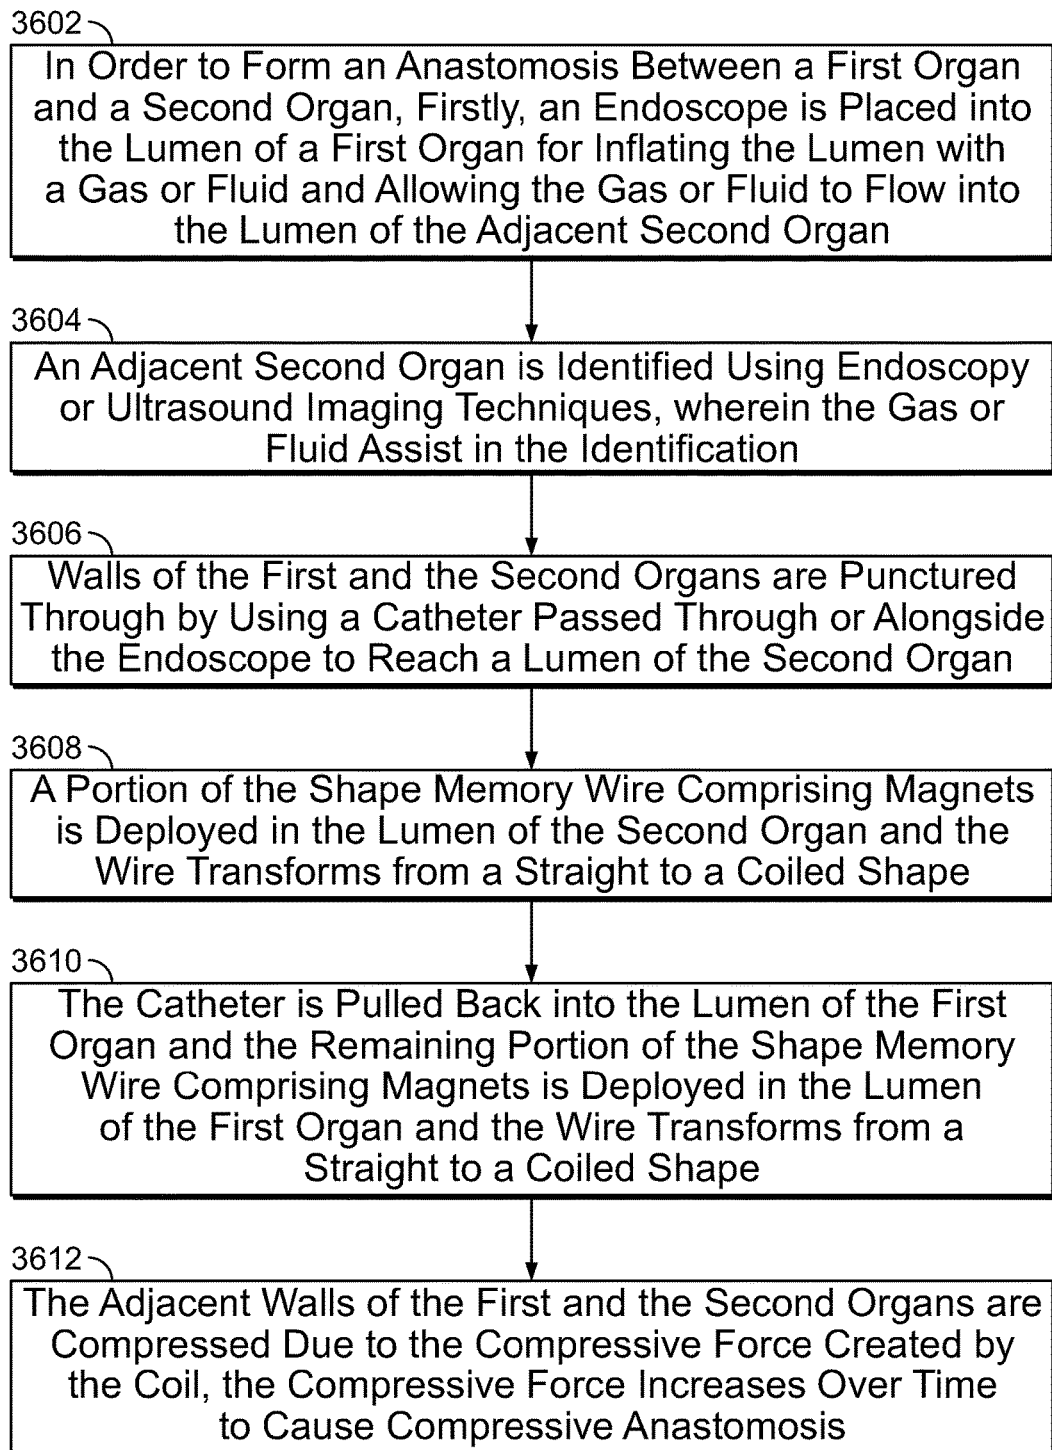 3602
In Order to Form an Anastomosis Between a First Organ
and a Second Organ, Firstly, an Endoscope is Placed into
the Lumen of a First Organ for Inflating the Lumen with
a Gas or Fluid and Allowing the Gas or Fluid to Flow into
the Lumen of the Adjacent Second Organ
3604
An Adjacent Second Organ is Identified Using Endoscopy
or Ultrasound Imaging Techniques, wherein the Gas or
Fluid Assist in the Identification
3606
Walls of the First and the Second Organs are Punctured
Through by Using a Catheter Passed Through or Alongside
the Endoscope to Reach a Lumen of the Second Organ
3608
A Portion of the Shape Memory Wire Comprising Magnets
is Deployed in the Lumen of the Second Organ and the
Wire Transforms from a Straight to a Coiled Shape
3610
The Catheter is Pulled Back into the Lumen of the First
Organ and the Remaining Portion of the Shape Memory
Wire Comprising Magnets is Deployed in the Lumen
of the First Organ and the Wire Transforms from a
Straight to a Coiled Shape
3612
The Adjacent Walls of the First and the Second Organs are
Compressed Due to the Compressive Force Created by
the Coil, the Compressive Force Increases Over Time
to Cause Compressive Anastomosis